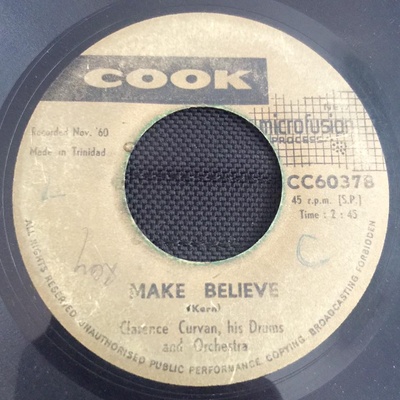 COOK
Recorded Nov. '60
Made in Trinidad
microfusion
PROCESS
CC6037B
45 r.p.m. [S.P.]
Time : 2 : 45
C
MAKE BELIEVE
(Kern)
Clarence Curvan, his Drums
and Orchestra
ALL RIGHTS RESERVED UNAUTHORISED PUBLIC PERFORMANCE COPYING BROADCASTING FORBIDDEN